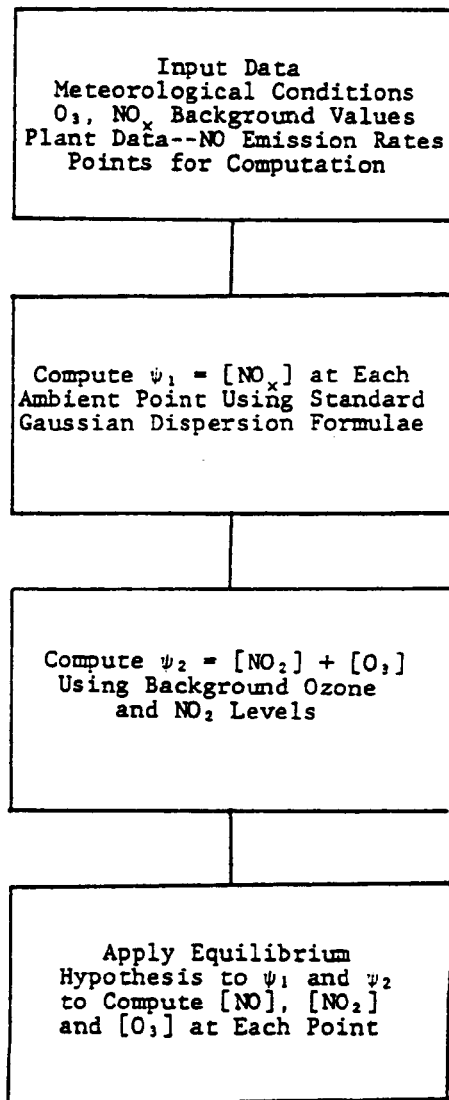 Input Data
Meteorological Conditions
O₃, NOₓ Background Values
Plant Data--NO Emission Rates
Points for Computation
Compute ψ₁ = [NOₓ] at Each
Ambient Point Using Standard
Gaussian Dispersion Formulae
Compute ψ₂ = [NO₂] + [O₃]
Using Background Ozone
and NO₂ Levels
Apply Equilibrium
Hypothesis to ψ₁ and ψ₂
to Compute [NO], [NO₂]
and [O₃] at Each Point